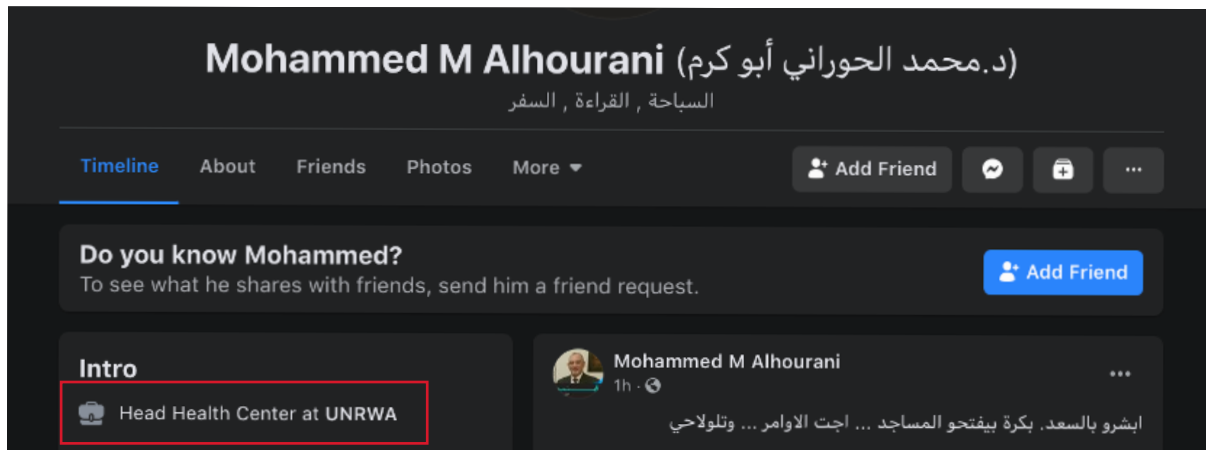 Mohammed M Alhourani (د.محمد الحوراني أبو كرم)
السباحة , القراءة , السفر
Timeline About Friends Photos More Add Friend ...
Do you know Mohammed?
To see what he shares with friends, send him a friend request.
Add Friend
Intro
Head Health Center at UNRWA
Mohammed M Alhourani
1h ·
ابشرو بالسعد. بكرة بيفتحو المساجد ... اجت الاوامر ... وتلولاحي